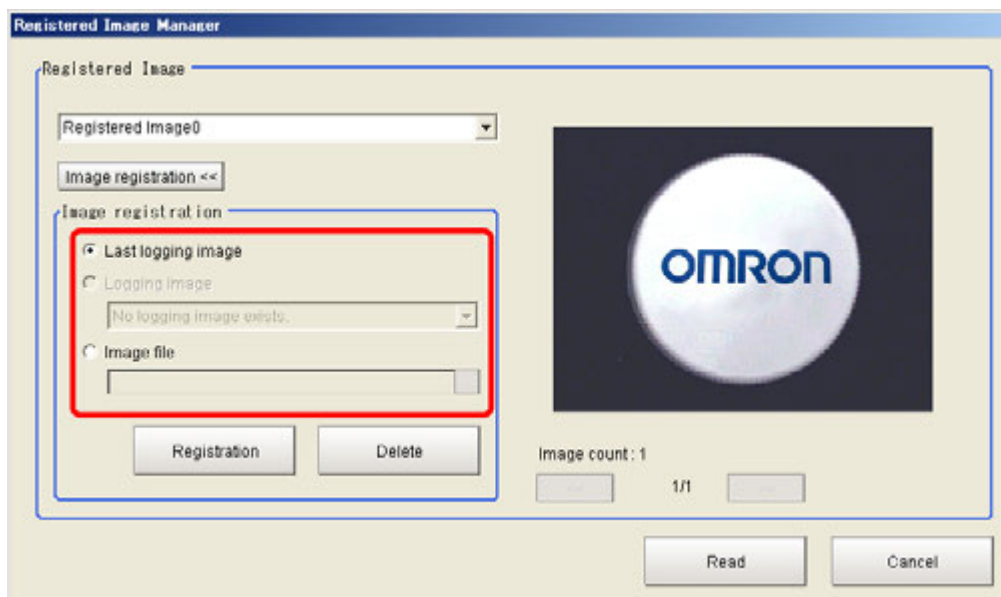 Registered Image Manager
Registered Image
Registered Image0
Image registration <<
Image registration
Last logging image
Logging image
No logging image exists.
Image file
Registration
Delete
OMRON
Image count : 1
<<
1/1
>>
Read
Cancel